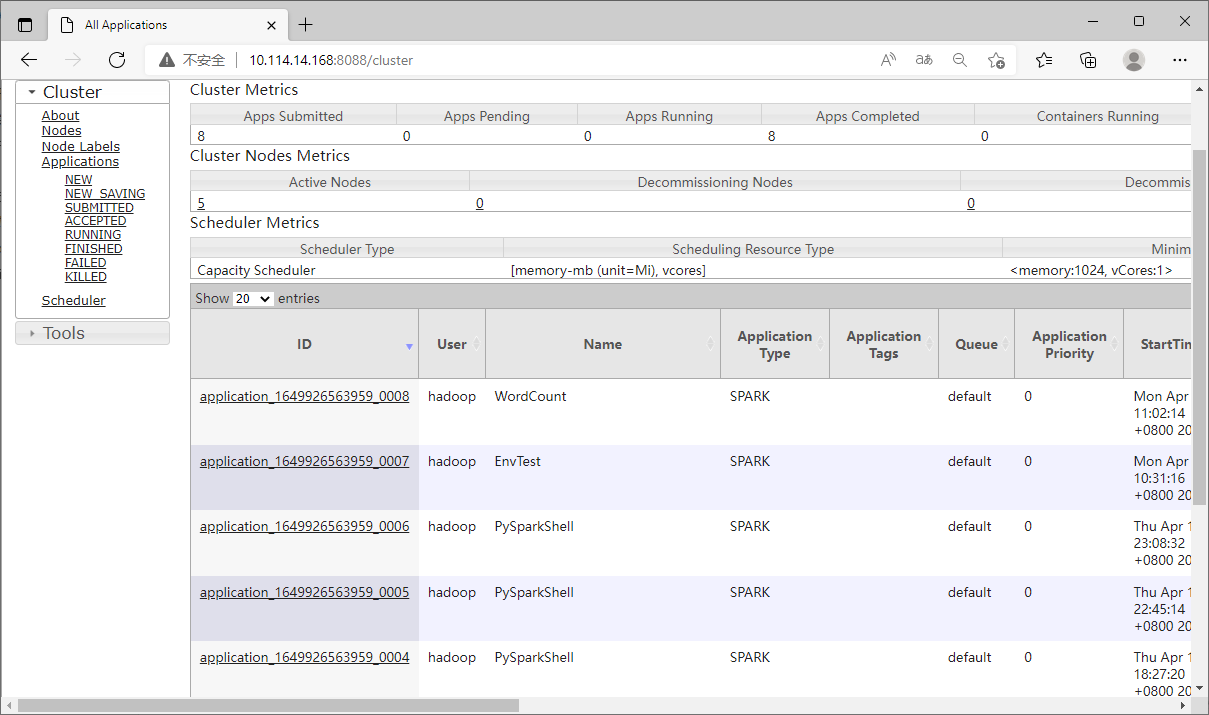 All Applications
不安全 10.114.14.168:8088/cluster
Cluster
About
Nodes
Node Labels
Applications
NEW
NEW_SAVING
SUBMITTED
ACCEPTED
RUNNING
FINISHED
FAILED
KILLED
Scheduler
Tools
Cluster Metrics
Apps Submitted Apps Pending Apps Running Apps Completed Containers Running
8 0 0 8 0
Cluster Nodes Metrics
Active Nodes Decommissioning Nodes Decommis
5 0 0
Scheduler Metrics
Scheduler Type Scheduling Resource Type Minim
Capacity Scheduler [memory-mb (unit=Mi), vcores] <memory:1024, vCores:1>
Show 20 entries
ID User Name Application Type Application Tags Queue Application Priority StartTim
application_1649926563959_0008 hadoop WordCount SPARK default 0 Mon Apr
11:02:14
+0800 20
application_1649926563959_0007 hadoop EnvTest SPARK default 0 Mon Apr
10:31:16
+0800 20
application_1649926563959_0006 hadoop PySparkShell SPARK default 0 Thu Apr 1
23:08:32
+0800 20
application_1649926563959_0005 hadoop PySparkShell SPARK default 0 Thu Apr 1
22:45:14
+0800 20
application_1649926563959_0004 hadoop PySparkShell SPARK default 0 Thu Apr 1
18:27:20
+0800 20